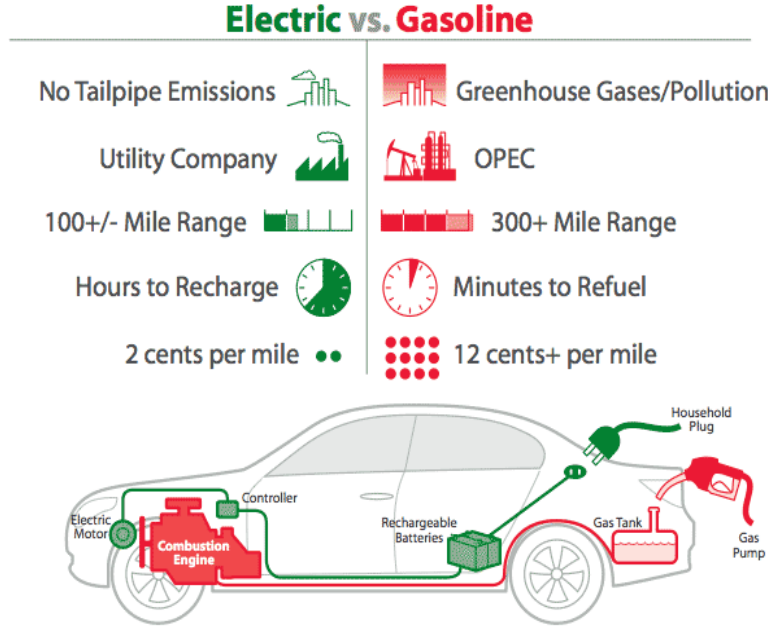 Electric vs. Gasoline
No Tailpipe Emissions
Greenhouse Gases/Pollution
Utility Company
OPEC
100+/- Mile Range
300+ Mile Range
Hours to Recharge
Minutes to Refuel
2 cents per mile
12 cents+ per mile
Household
Plug
Controller
Electric
Motor
Combustion
Engine
Rechargeable
Batteries
Gas Tank
Gas
Pump